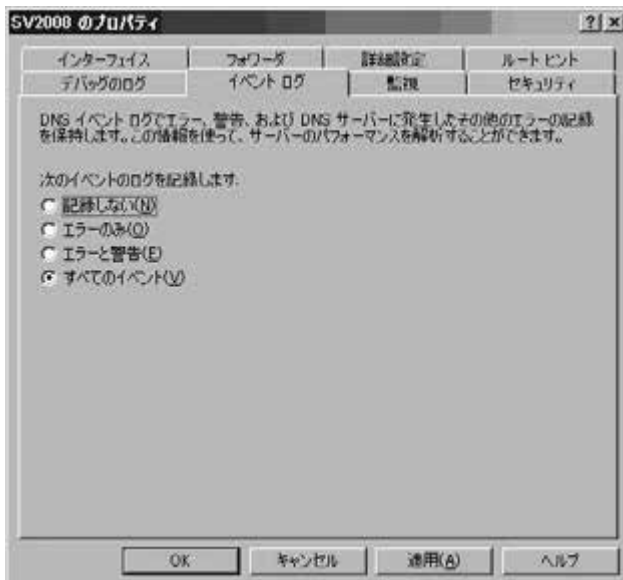 SV2008 のプロパティ
インターフェイス
フォワーダ
詳細設定
ルート ヒント
デバッグのログ
イベント ログ
監視
セキュリティ
DNS イベント ログでエラー、警告、および DNS サーバーに発生したその他のエラーの記録
を保持します。この情報を使って、サーバーのパフォーマンスを解析することができます。
次のイベントのログを記録します:
記録しない(N)
エラーのみ(O)
エラーと警告(E)
すべてのイベント(V)
OK
キャンセル
適用(A)
ヘルプ